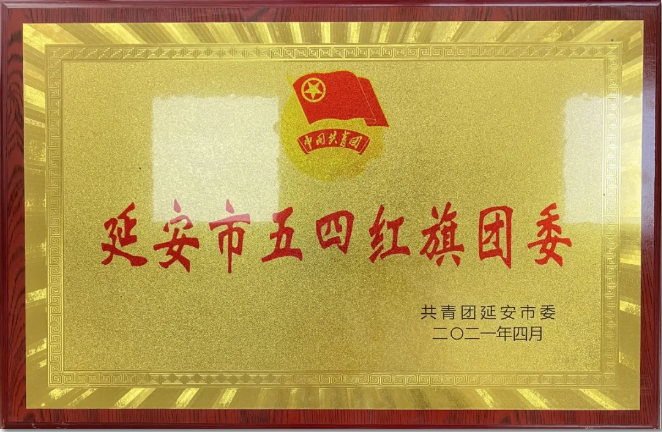 中国共青团
延安市五四红旗团委
共青团延安市委
二〇二一年四月